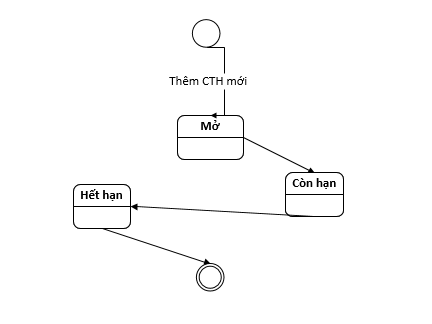 Thêm CTH mới
Mở
Còn hạn
Hết hạn